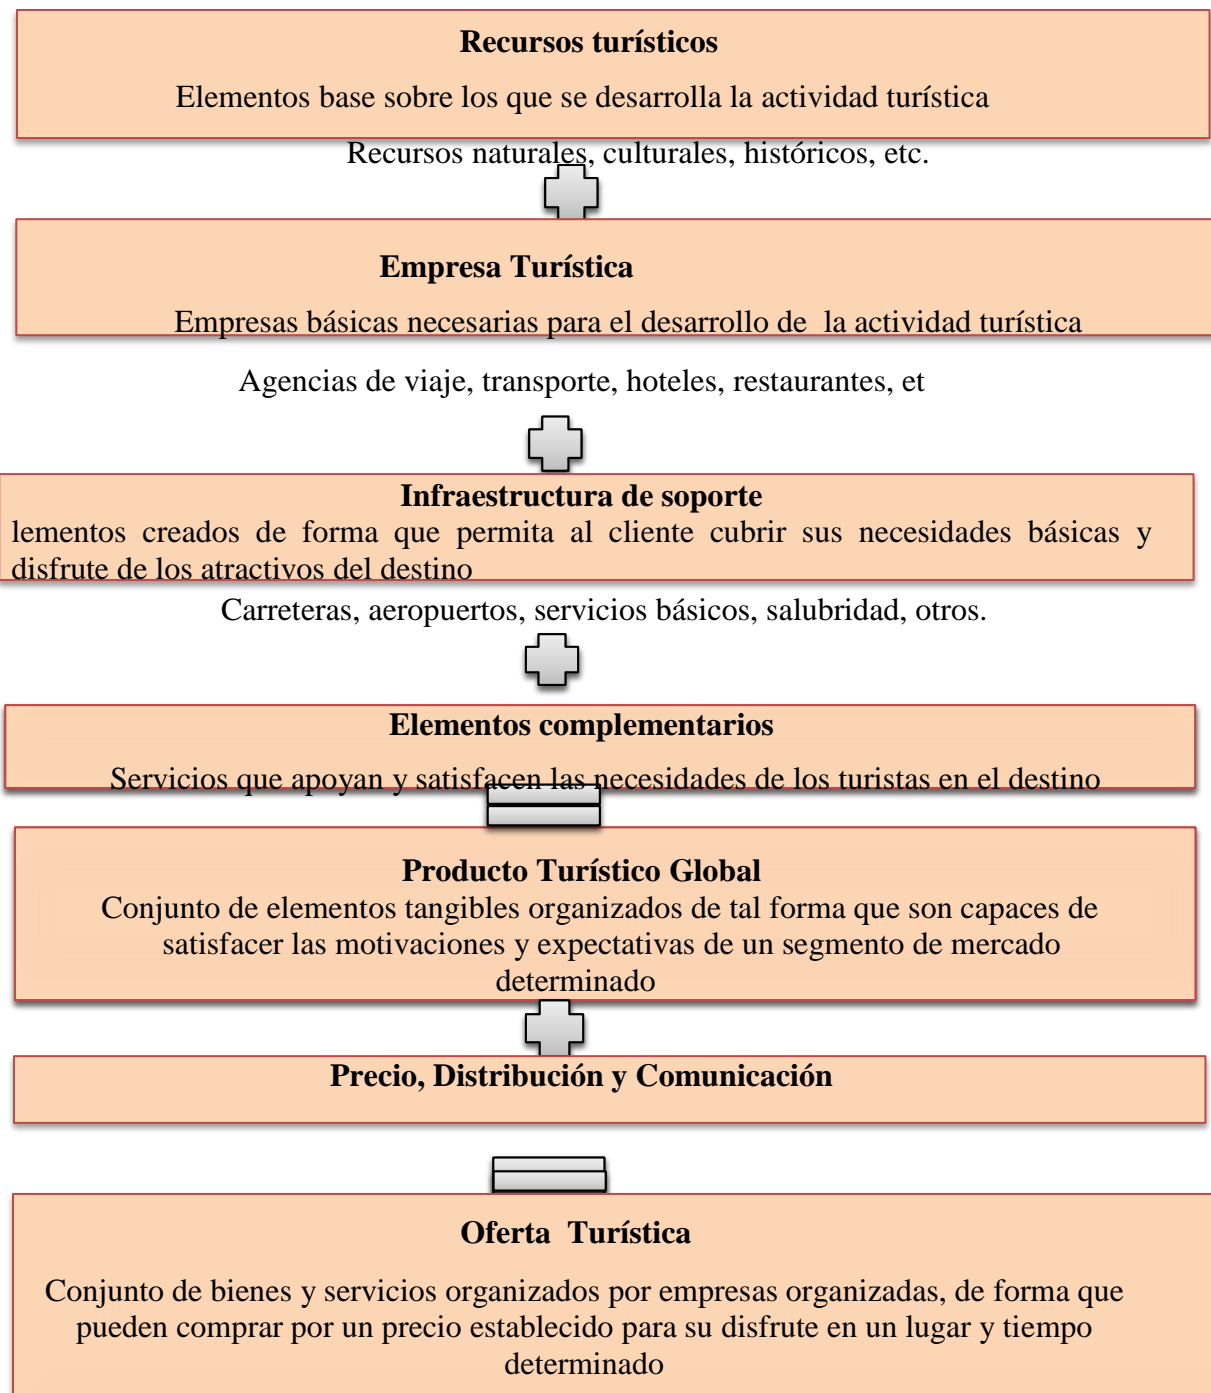 Recursos turísticos
Elementos base sobre los que se desarrolla la actividad turística
Recursos naturales, culturales, históricos, etc.
Empresa Turística
Empresas básicas necesarias para el desarrollo de la actividad turística
Agencias de viaje, transporte, hoteles, restaurantes, et
Infraestructura de soporte
lementos creados de forma que permita al cliente cubrir sus necesidades básicas y
disfrute de los atractivos del destino
Carreteras, aeropuertos, servicios básicos, salubridad, otros.
Elementos complementarios
Servicios que apoyan y satisfacen las necesidades de los turistas en el destino
Producto Turístico Global
Conjunto de elementos tangibles organizados de tal forma que son capaces de
satisfacer las motivaciones y expectativas de un segmento de mercado
determinado
Precio, Distribución y Comunicación
Oferta Turística
Conjunto de bienes y servicios organizados por empresas organizadas, de forma que
pueden comprar por un precio establecido para su disfrute en un lugar y tiempo
determinado